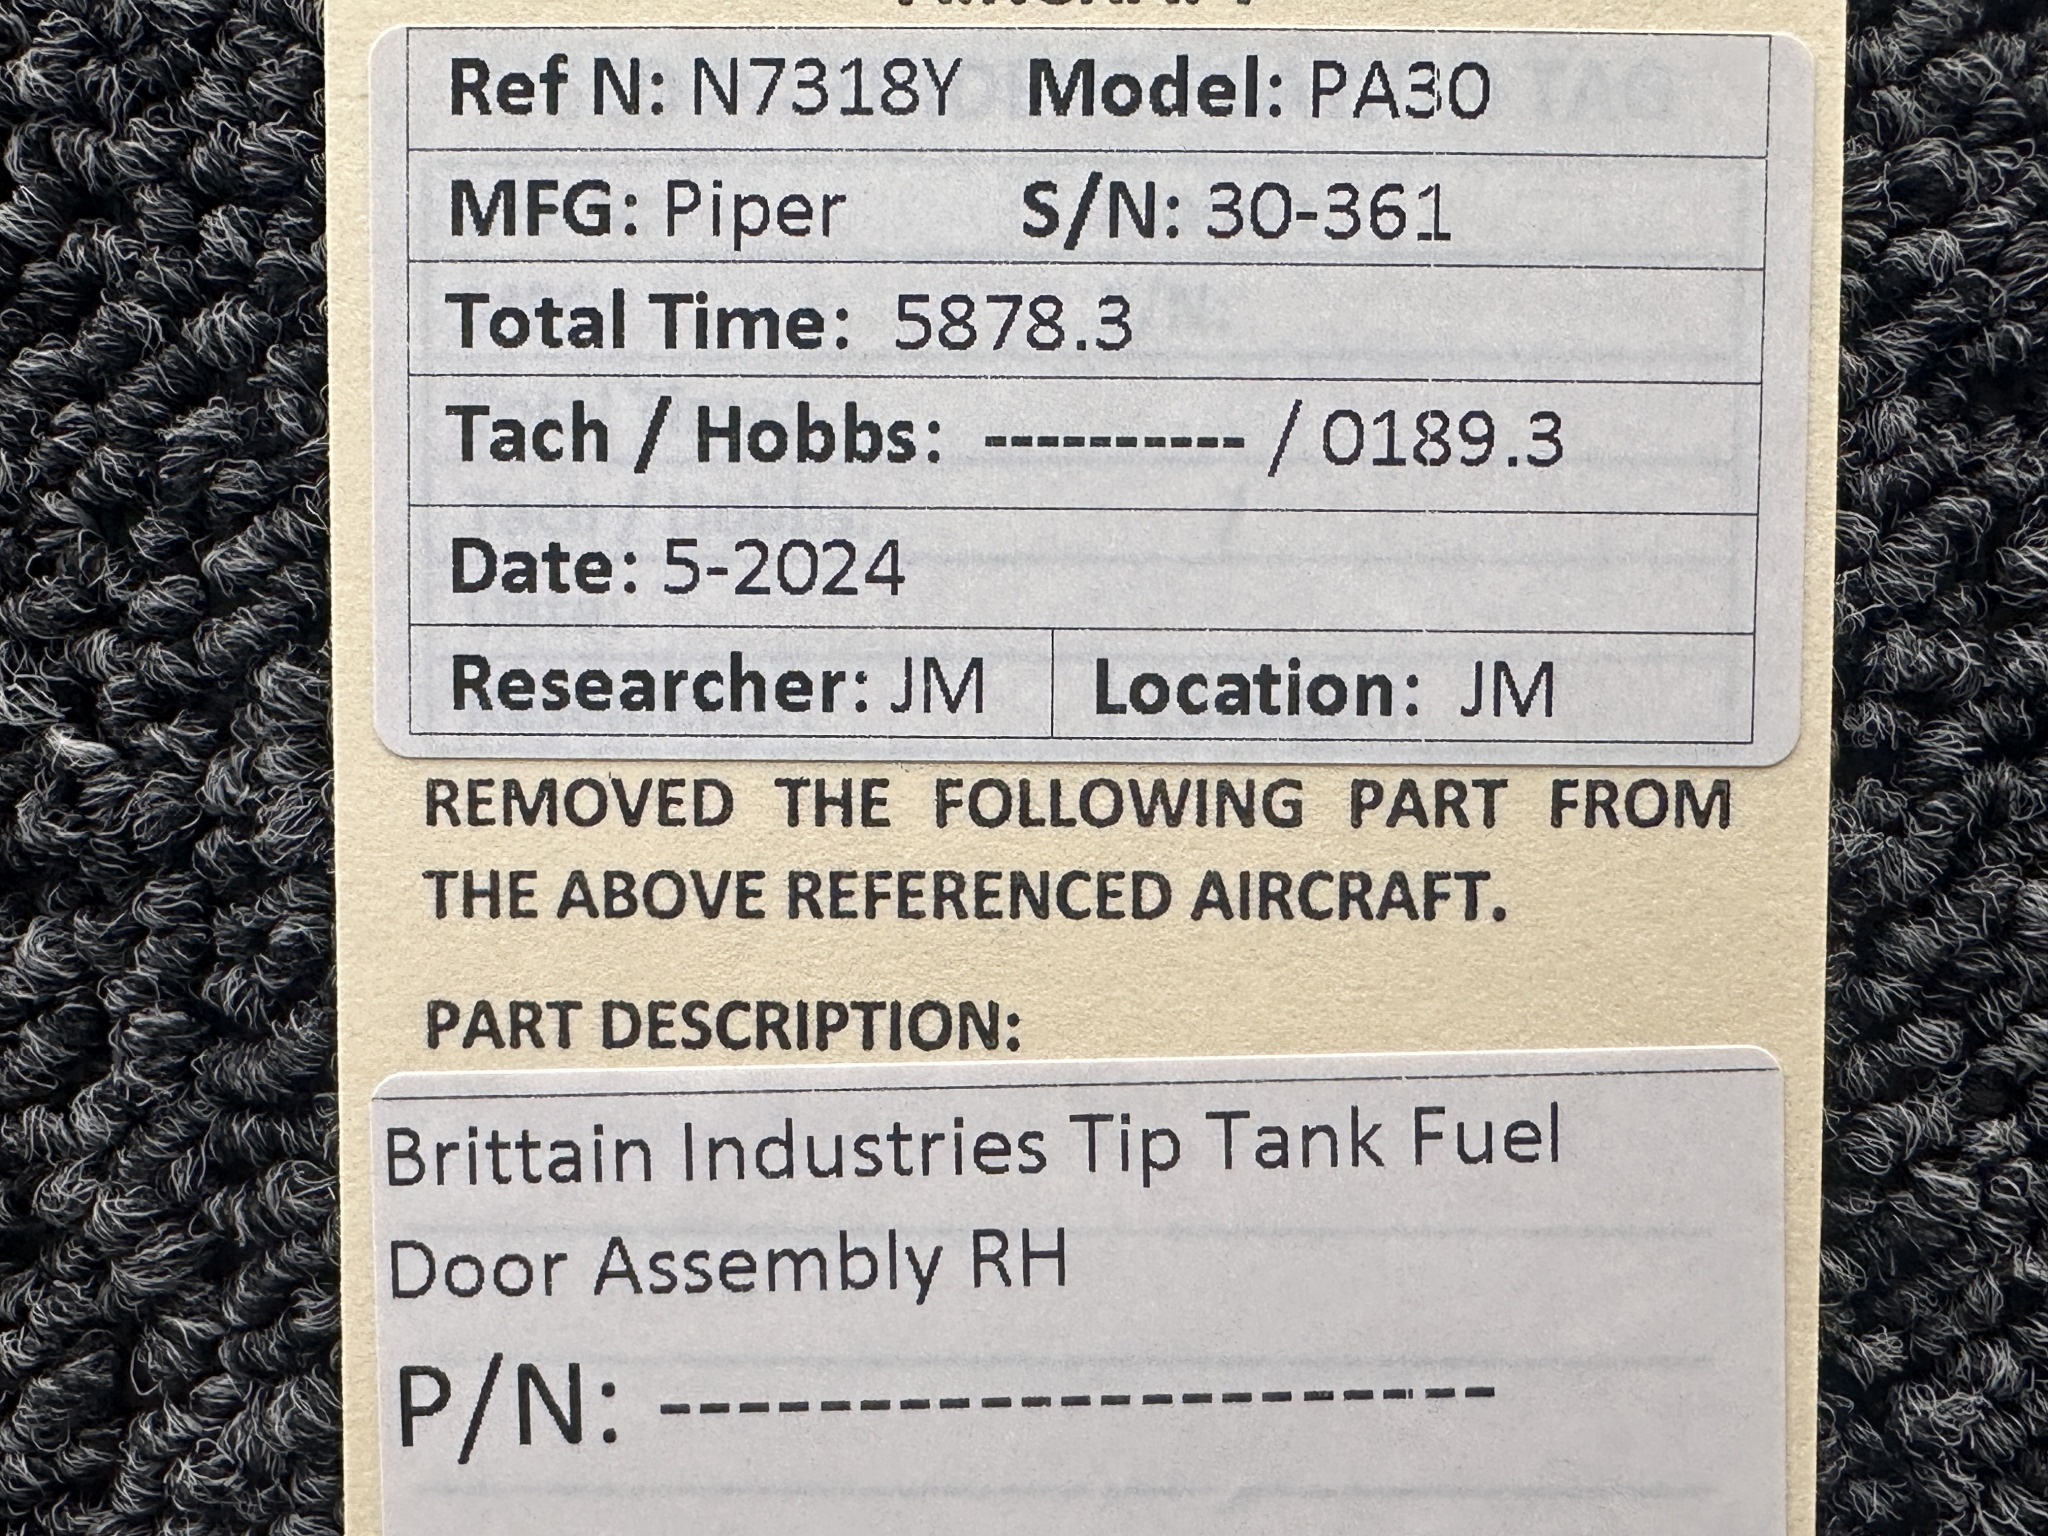 AIRCRAFT
Ref N: N7318Y Model: PA30
MFG: Piper S/N: 30-361
Total Time: 5878.3
Tach / Hobbs: ---------- / 0189.3
Date: 5-2024
Researcher: JM Location: JM
REMOVED THE FOLLOWING PART FROM
THE ABOVE REFERENCED AIRCRAFT.
PART DESCRIPTION:
Brittain Industries Tip Tank Fuel
Door Assembly RH
P/N: ----------------------